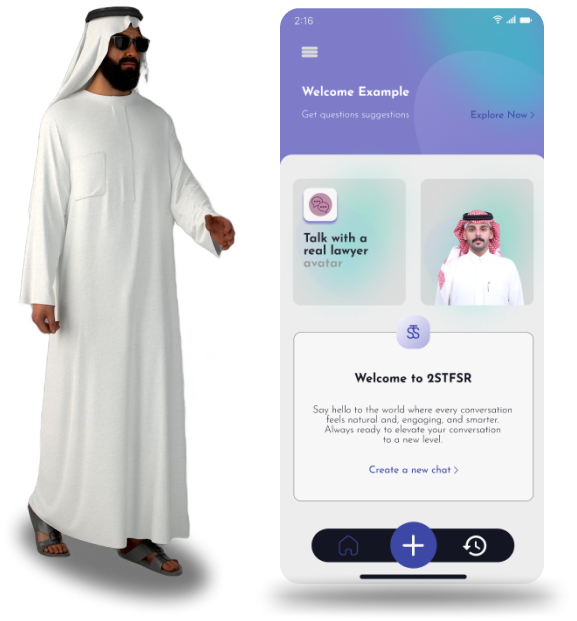 2:16
Welcome Example
Get questions suggestions
Explore Now
Talk with a
real lawyer
avatar
Welcome to 2STFSR
Say hello to the world where every conversation
feels natural and, engaging, and smarter.
Always ready to elevate your conversation
to a new level.
Create a new chat